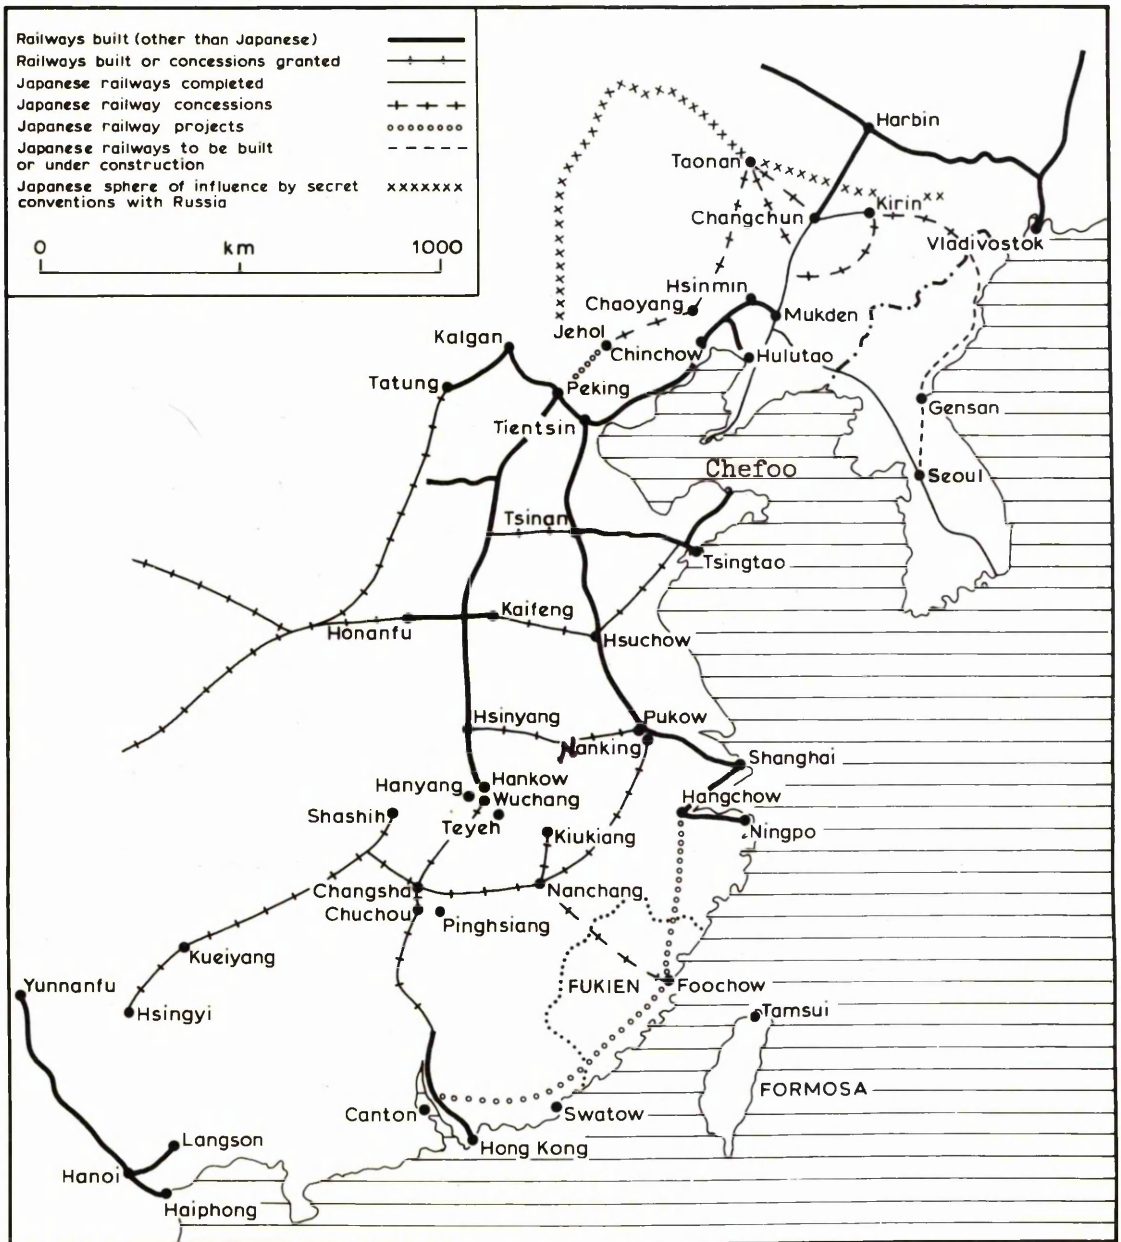 Railways built (other than Japanese)
Railways built or concessions granted
Japanese railways completed
Japanese railway concessions
Japanese railway projects
Japanese railways to be built
or under construction
Japanese sphere of influence by secret
conventions with Russia
xxxxxxx
0 km 1000
Harbin
Taonan
Kirin
Changchun
Vladivostok
Hsinmin
Chaoyang
Mukden
Jehol
Kalgan
Chinchow
Hulutao
Tatung
Peking
Gensan
Tientsin
Chefoo
Seoul
Tsinan
Tsingtao
Kaifeng
Honanfu
Hsuchow
Hsinyang
Pukow
Nanking
Shanghai
Hankow
Hanyang
Wuchang
Hangchow
Shashih
Teyeh
Kiukiang
Ningpo
Changsha
Nanchang
Chuchou
Pinghsiang
Kueiyang
Yunnanfu
FUKIEN
Foochow
Hsingyi
Tamsui
FORMOSA
Canton
Swatow
Langson
Hong Kong
Hanoi
Haiphong